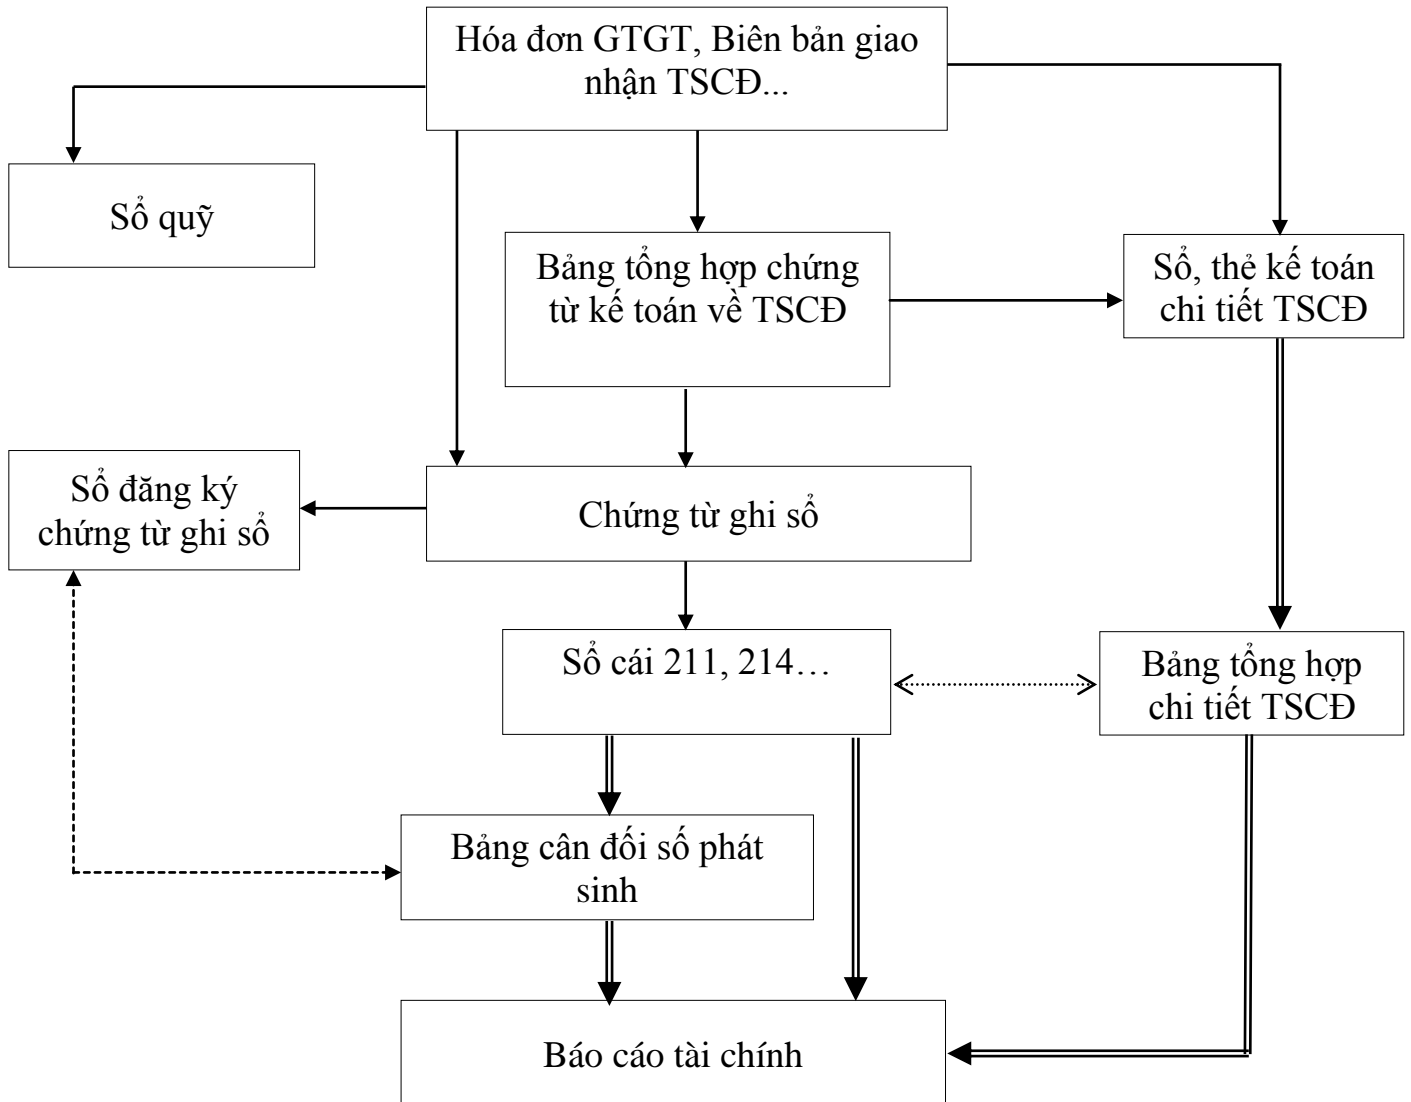 Hóa đơn GTGT, Biên bản giao
nhận TSCĐ...
Sổ quỹ
Bảng tổng hợp chứng
từ kế toán về TSCĐ
Sổ, thẻ kế toán
chi tiết TSCĐ
Sổ đăng ký
chứng từ ghi sổ
Chứng từ ghi sổ
Sổ cái 211, 214…
Bảng tổng hợp
chi tiết TSCĐ
Bảng cân đối số phát
sinh
Báo cáo tài chính